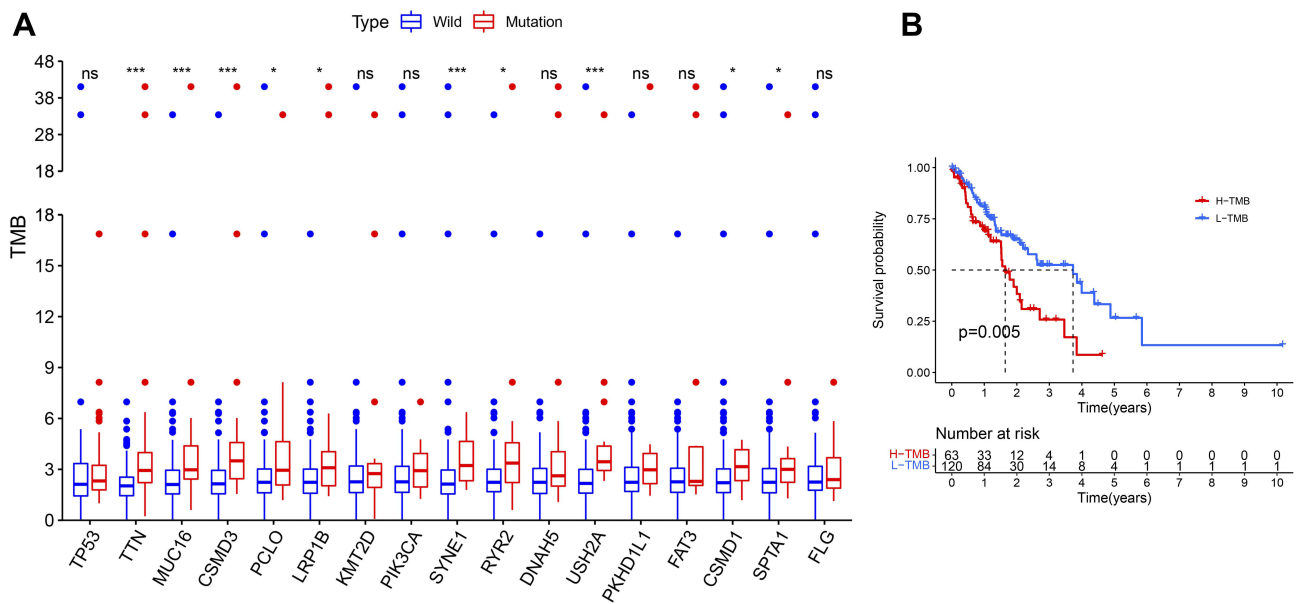 A
Type Wild Mutation
B
TMB
48
38
28
18
ns *** *** *** * * ns ns *** * ns *** ns ns * * ns
18
15
12
9
6
3
0
TP53 TTN MUC16 CSMD3 PCLO LRP1B KMT2D PIK3CA SYNE1 RYR2 DNAH5 USH2A PKHD1L1 FAT3 CSMD1 SPTA1 FLG
Survival probability
1.00
0.75
0.50
0.25
0.00
H-TMB
L-TMB
p=0.005
0 1 2 3 4 5 6 7 8 9 10
Time(years)
Number at risk
H-TMB 63 33 12 4 1 0 0 0 0 0 0
L-TMB 120 84 30 14 8 4 1 1 1 1 1
0 1 2 3 4 5 6 7 8 9 10
Time(years)